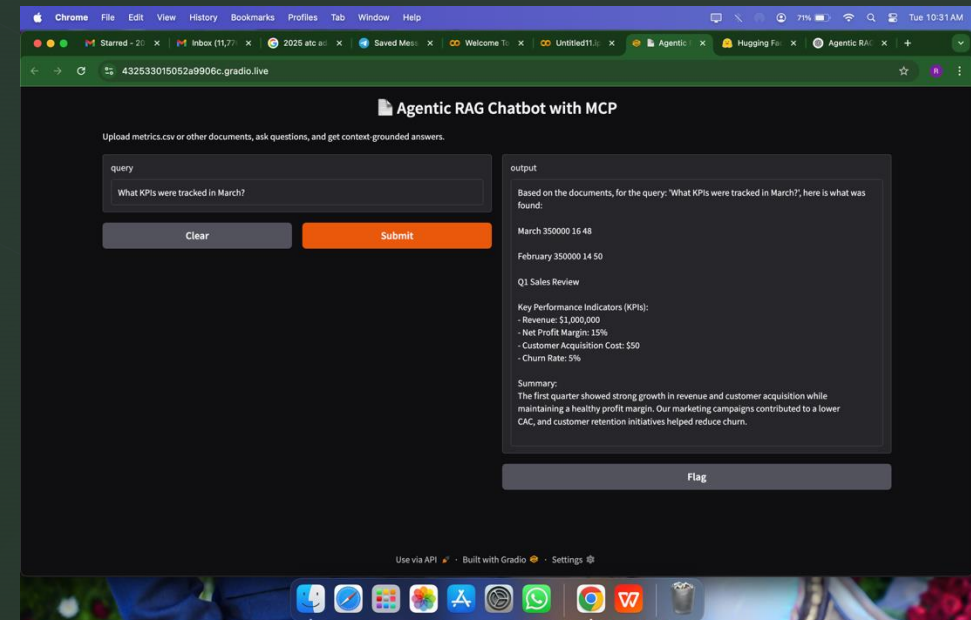 Chrome File Edit View History Bookmarks Profiles Tab Window Help 71% Tue 10:31 AM
Starred - 20 Inbox (11,77 2025 atc ad Saved Mess Welcome To Untitled11.ip Agentic Hugging Fac Agentic RAG
432533015052a9906c.gradio.live
Agentic RAG Chatbot with MCP
Upload metrics.csv or other documents, ask questions, and get context-grounded answers.
query
What KPIs were tracked in March?
Clear Submit
output
Based on the documents, for the query: 'What KPIs were tracked in March?', here is what was
found:
March 350000 16 48
February 350000 14 50
Q1 Sales Review
Key Performance Indicators (KPIs):
- Revenue: $1,000,000
- Net Profit Margin: 15%
- Customer Acquisition Cost: $50
- Churn Rate: 5%
Summary:
The first quarter showed strong growth in revenue and customer acquisition while
maintaining a healthy profit margin. Our marketing campaigns contributed to a lower
CAC, and customer retention initiatives helped reduce churn.
Flag
Use via API · Built with Gradio · Settings